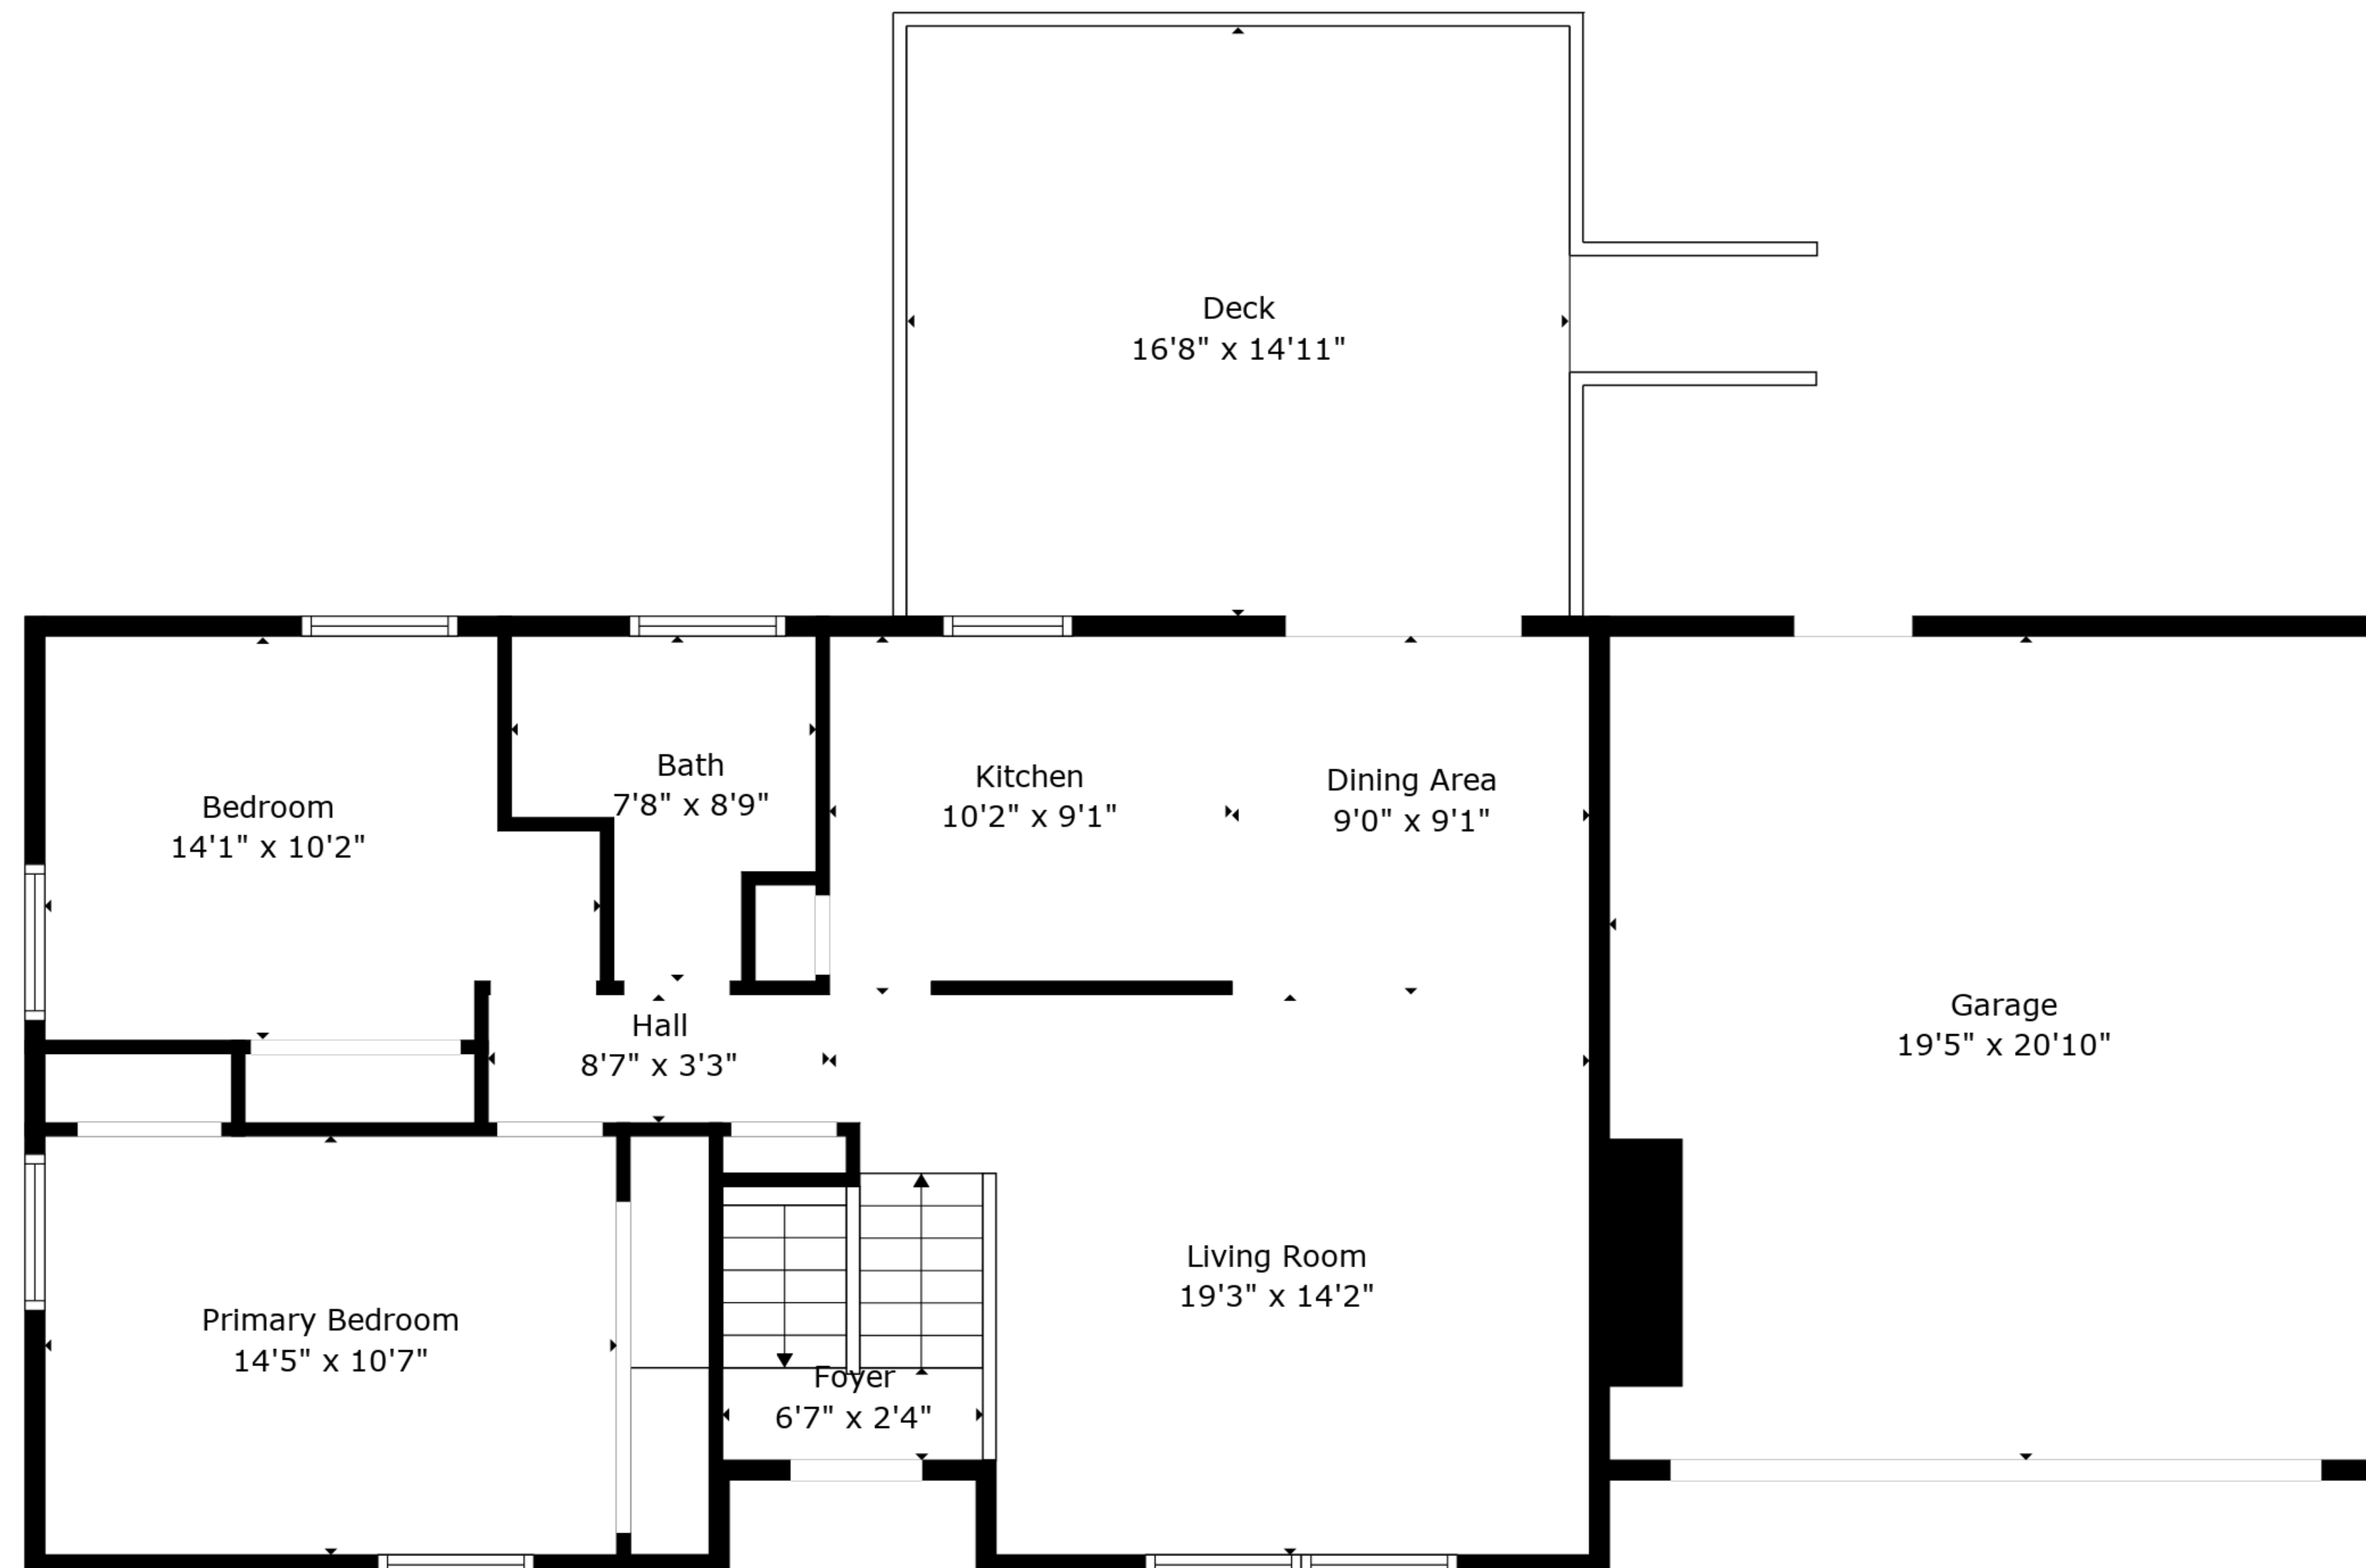 Deck
16'8" x 14'11"
Bedroom
14'1" x 10'2"
Bath
7'8" x 8'9"
Kitchen
10'2" x 9'1"
Dining Area
9'0" x 9'1"
Hall
8'7" x 3'3"
Garage
19'5" x 20'10"
Primary Bedroom
14'5" x 10'7"
Foyer
6'7" x 2'4"
Living Room
19'3" x 14'2"